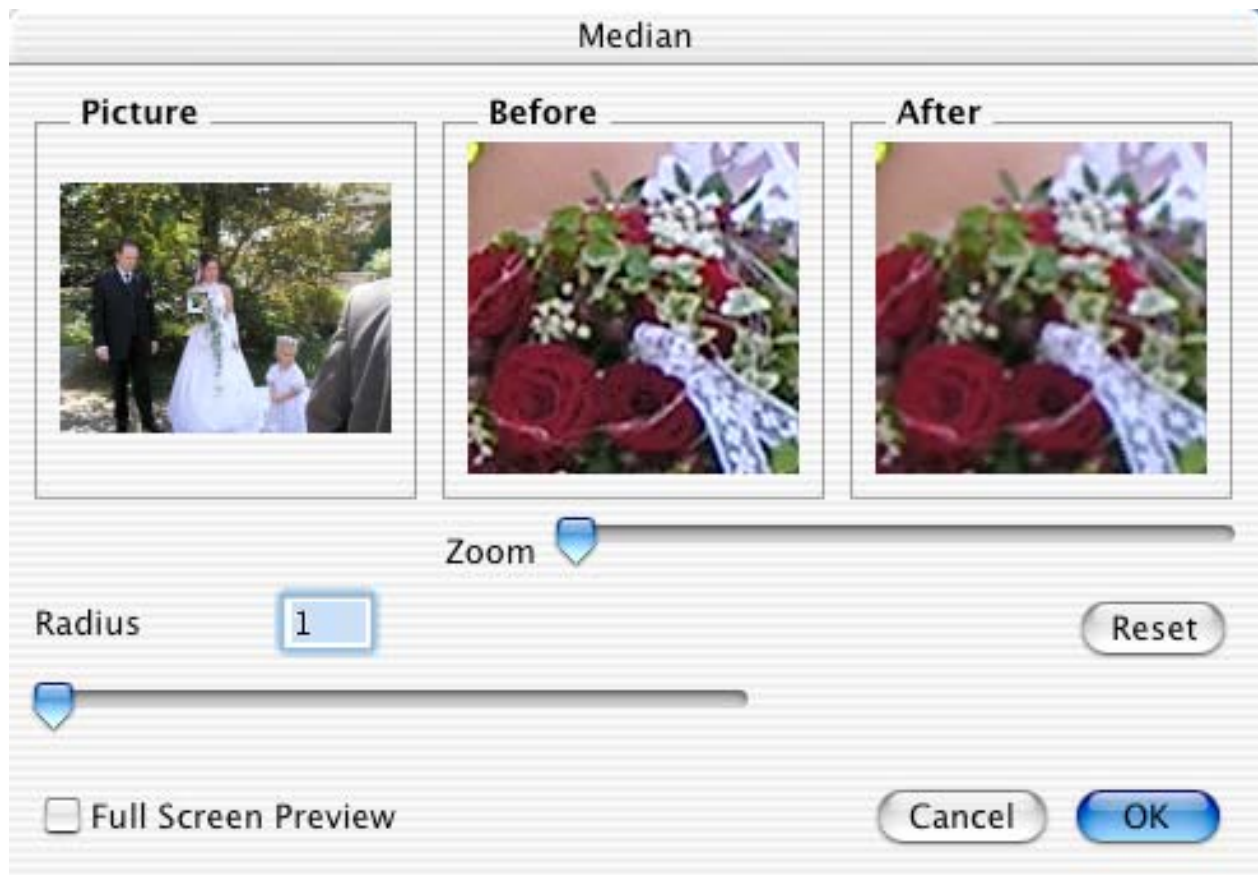 Median
Picture
Before
After
Zoom
Radius
1
Reset
Full Screen Preview
Cancel
OK